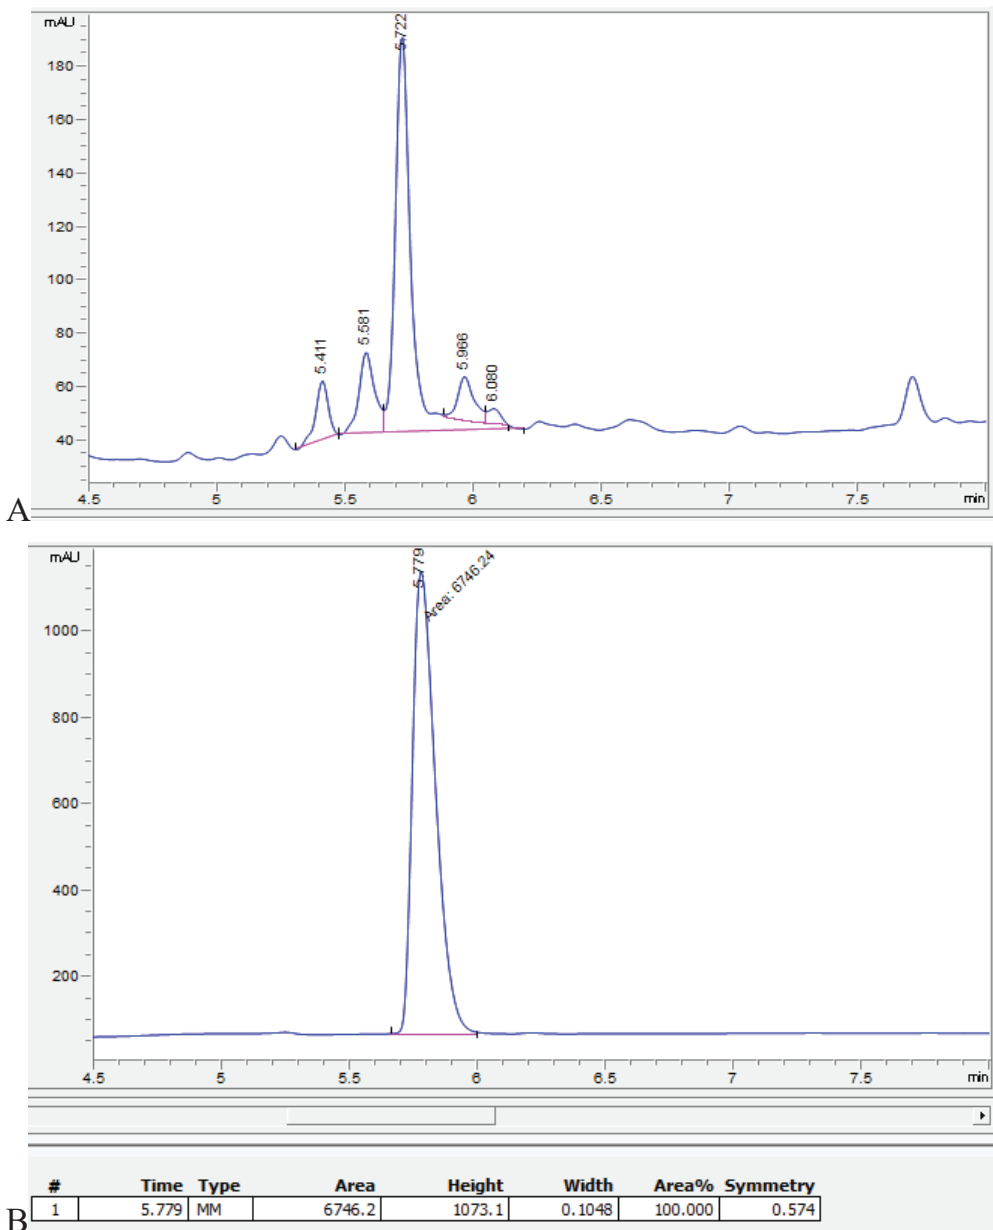 mAU
5.722
180
160
140
120
100
80
60
40
5.411
5.581
5.966
6.080
4.5 5 5.5 6 6.5 7 7.5 min
A
mAU
5.779
Area: 6746.24
1000
800
600
400
200
4.5 5 5.5 6 6.5 7 7.5 min
# Time Type Area Height Width Area% Symmetry
1 5.779 MM 6746.2 1073.1 0.1048 100.000 0.574
B